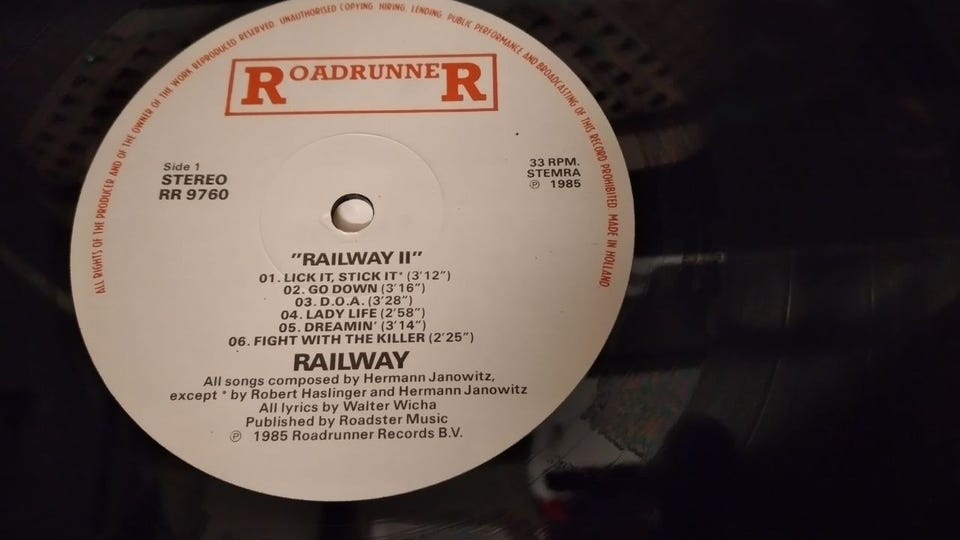 ALL RIGHTS OF THE PRODUCER AND OF THE OWNER OF THE WORK REPRODUCED RESERVED. UNAUTHORISED COPYING. HIRING. LENDING. PUBLIC PERFORMANCE AND BROADCASTING OF THIS RECORD PROHIBITED. MADE IN HOLLAND
ROADRUNNER
Side 1
STEREO
RR 9760
33 RPM.
STEMRA
℗ 1985
"RAILWAY II"
01. LICK IT, STICK IT* (3'12")
02. GO DOWN (3'16")
03. D.O.A. (3'28")
04. LADY LIFE (2'58")
05. DREAMIN' (3'14")
06. FIGHT WITH THE KILLER (2'25")
RAILWAY
All songs composed by Hermann Janowitz,
except * by Robert Haslinger and Hermann Janowitz
All lyrics by Walter Wicha
Published by Roadster Music
℗ 1985 Roadrunner Records B.V.